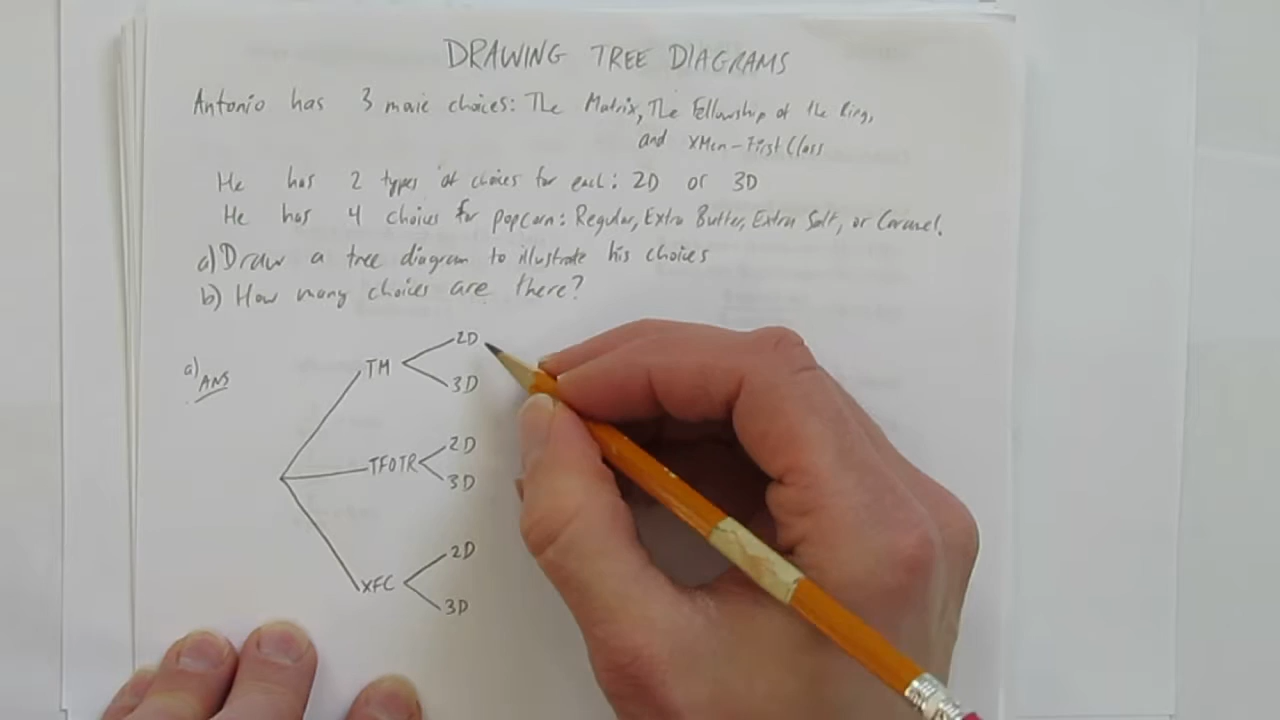 DRAWING TREE DIAGRAMS
Antonio has 3 movie choices: The Matrix, The Fellowship of the Ring,
and XMen-First Class
He has 2 types of choices for each: 2D or 3D
He has 4 choices for popcorn: Regular, Extra Butter, Extra Salt, or Caramel.
a) Draw a tree diagram to illustrate his choices
b) How many choices are there?
a) ANS
TM
2D
3D
TFOTR
2D
3D
XFC
2D
3D